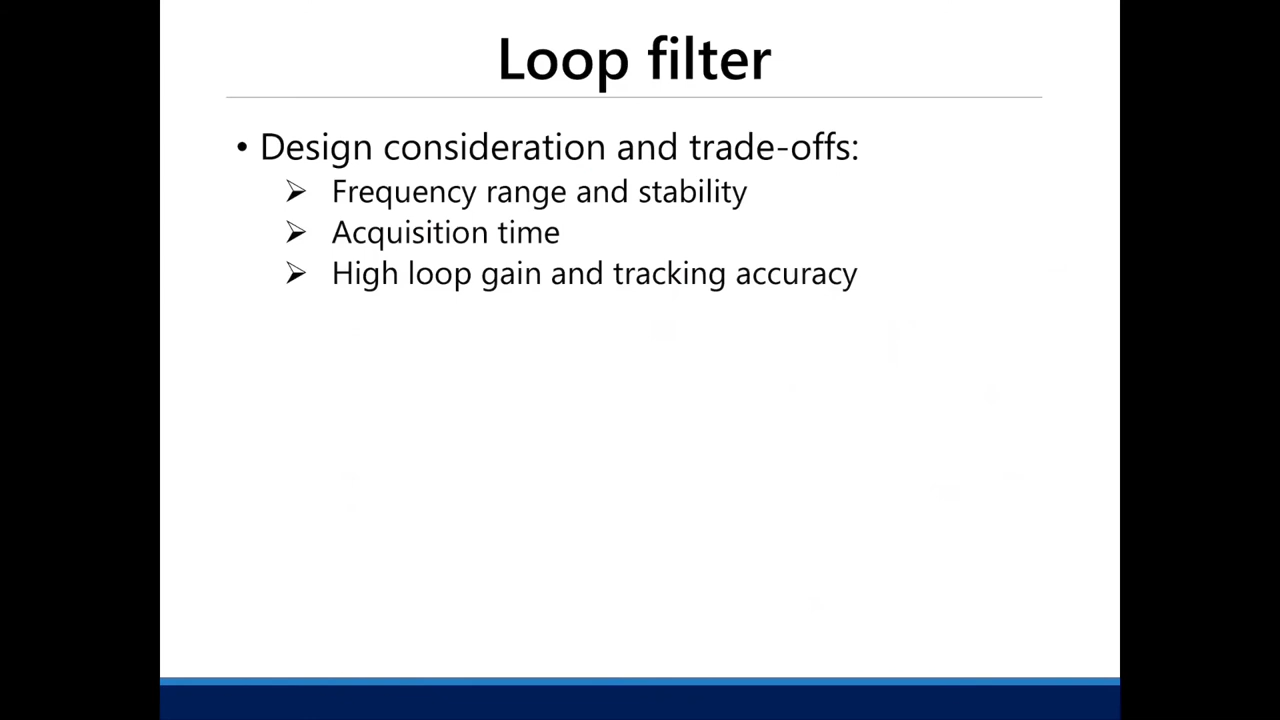 Loop filter
• Design consideration and trade-offs:
➢ Frequency range and stability
➢ Acquisition time
➢ High loop gain and tracking accuracy